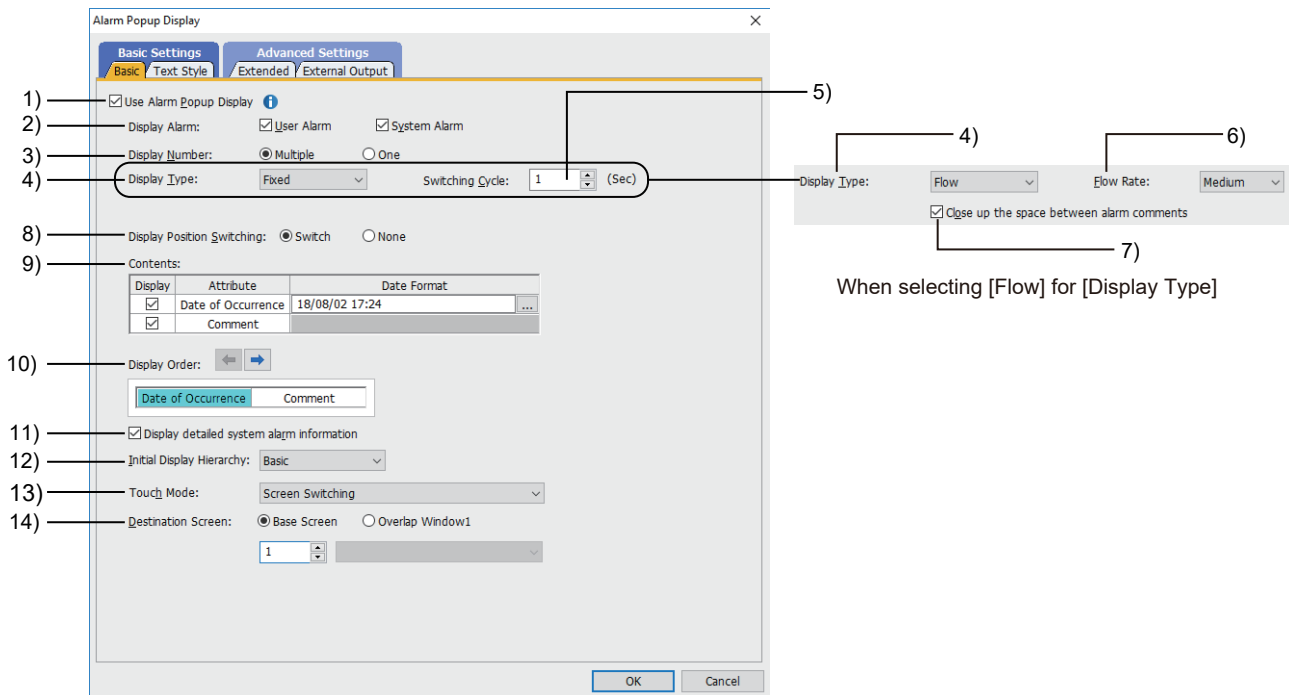 Alarm Popup Display
Basic Settings
Advanced Settings
Basic
Text Style
Extended
External Output
1)
Use Alarm Popup Display
5)
2)
Display Alarm:
User Alarm
System Alarm
3)
Display Number:
Multiple
One
4)
Display Type:
Fixed
Switching Cycle:
1
(Sec)
4)
6)
Display Type:
Flow
Flow Rate:
Medium
Close up the space between alarm comments
7)
When selecting [Flow] for [Display Type]
8)
Display Position Switching:
Switch
None
9)
Contents:
Display
Attribute
Date Format
Date of Occurrence
18/08/02 17:24
...
Comment
10)
Display Order:
Date of Occurrence
Comment
11)
Display detailed system alarm information
12)
Initial Display Hierarchy:
Basic
13)
Touch Mode:
Screen Switching
14)
Destination Screen:
Base Screen
Overlap Window1
1
OK
Cancel